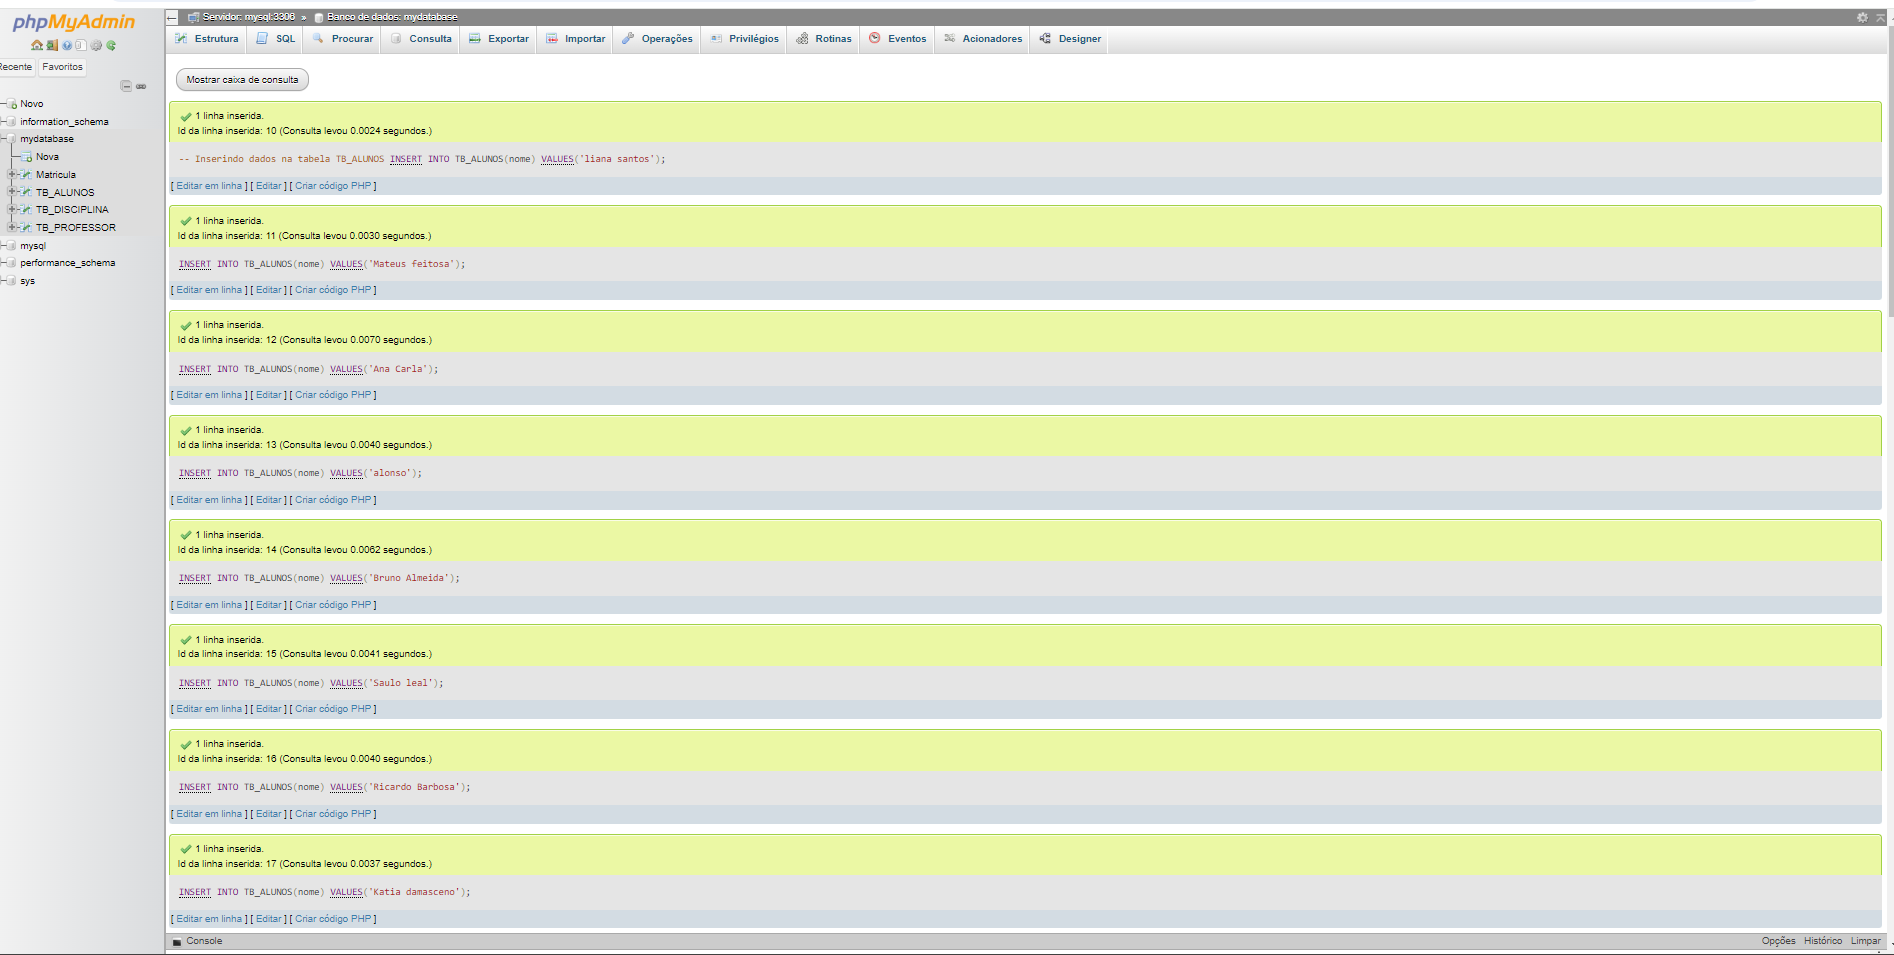 phpMyAdmin
Recente Favoritos
Novo
information_schema
mydatabase
Nova
Matricula
TB_ALUNOS
TB_DISCIPLINA
TB_PROFESSOR
mysql
performance_schema
sys
Servidor: mysql:3306 » Banco de dados: mydatabase
Estrutura SQL Procurar Consulta Exportar Importar Operações Privilégios Rotinas Eventos Acionadores Designer
Mostrar caixa de consulta
1 linha inserida.
Id da linha inserida: 10 (Consulta levou 0.0024 segundos.)
-- Inserindo dados na tabela TB_ALUNOS INSERT INTO TB_ALUNOS(nome) VALUES('liana santos');
[ Editar em linha ] [ Editar ] [ Criar código PHP ]
1 linha inserida.
Id da linha inserida: 11 (Consulta levou 0.0030 segundos.)
INSERT INTO TB_ALUNOS(nome) VALUES('Mateus feitosa');
[ Editar em linha ] [ Editar ] [ Criar código PHP ]
1 linha inserida.
Id da linha inserida: 12 (Consulta levou 0.0070 segundos.)
INSERT INTO TB_ALUNOS(nome) VALUES('Ana Carla');
[ Editar em linha ] [ Editar ] [ Criar código PHP ]
1 linha inserida.
Id da linha inserida: 13 (Consulta levou 0.0040 segundos.)
INSERT INTO TB_ALUNOS(nome) VALUES('alonso');
[ Editar em linha ] [ Editar ] [ Criar código PHP ]
1 linha inserida.
Id da linha inserida: 14 (Consulta levou 0.0062 segundos.)
INSERT INTO TB_ALUNOS(nome) VALUES('Bruno Almeida');
[ Editar em linha ] [ Editar ] [ Criar código PHP ]
1 linha inserida.
Id da linha inserida: 15 (Consulta levou 0.0041 segundos.)
INSERT INTO TB_ALUNOS(nome) VALUES('Saulo leal');
[ Editar em linha ] [ Editar ] [ Criar código PHP ]
1 linha inserida.
Id da linha inserida: 16 (Consulta levou 0.0040 segundos.)
INSERT INTO TB_ALUNOS(nome) VALUES('Ricardo Barbosa');
[ Editar em linha ] [ Editar ] [ Criar código PHP ]
1 linha inserida.
Id da linha inserida: 17 (Consulta levou 0.0037 segundos.)
INSERT INTO TB_ALUNOS(nome) VALUES('Katia damasceno');
[ Editar em linha ] [ Editar ] [ Criar código PHP ]
Console Opções Histórico Limpar